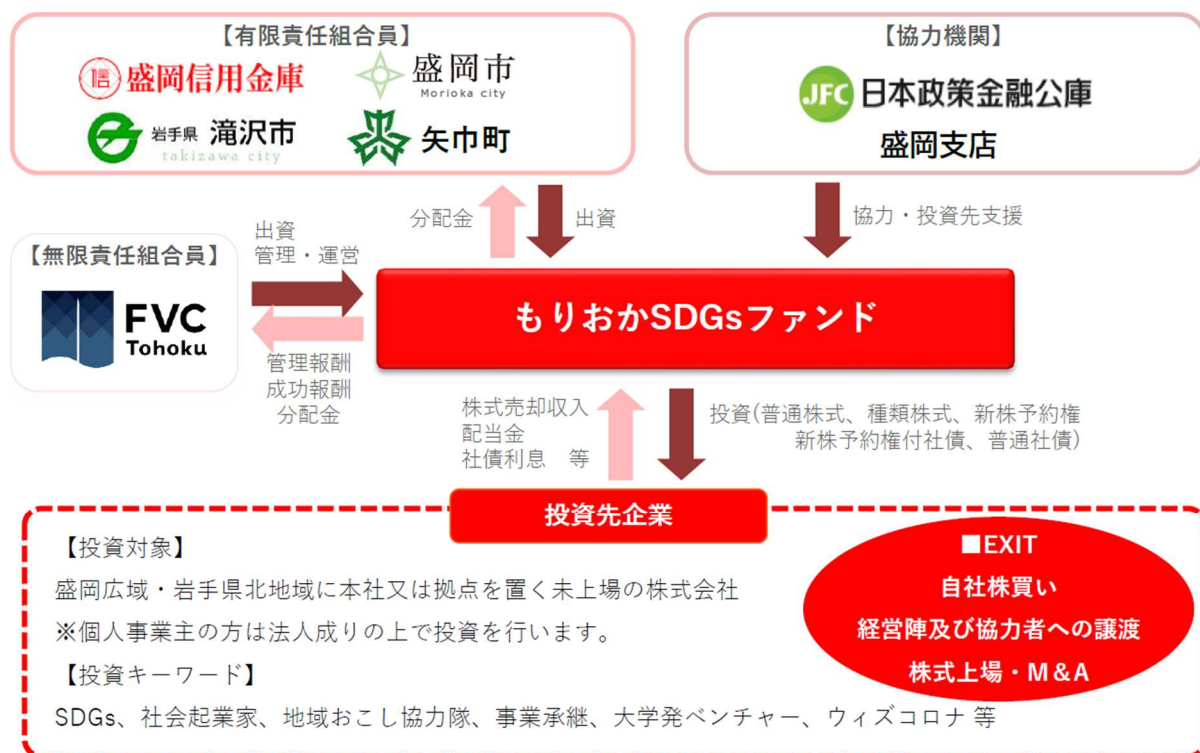 【有限責任組合員】
信 盛岡信用金庫
盛岡市
Morioka city
岩手県 滝沢市
takizawa city
矢巾町
【協力機関】
JFC 日本政策金融公庫
盛岡支店
分配金
出資
協力・投資先支援
【無限責任組合員】
FVC
Tohoku
出資
管理・運営
もりおかSDGsファンド
管理報酬
成功報酬
分配金
株式売却収入
配当金
社債利息 等
投資(普通株式、種類株式、新株予約権
新株予約権付社債、普通社債)
投資先企業
【投資対象】
盛岡広域・岩手県北地域に本社又は拠点を置く未上場の株式会社
※個人事業主の方は法人成りの上で投資を行います。
【投資キーワード】
SDGs、社会起業家、地域おこし協力隊、事業承継、大学発ベンチャー、ウィズコロナ 等
■EXIT
自社株買い
経営陣及び協力者への譲渡
株式上場・M&A